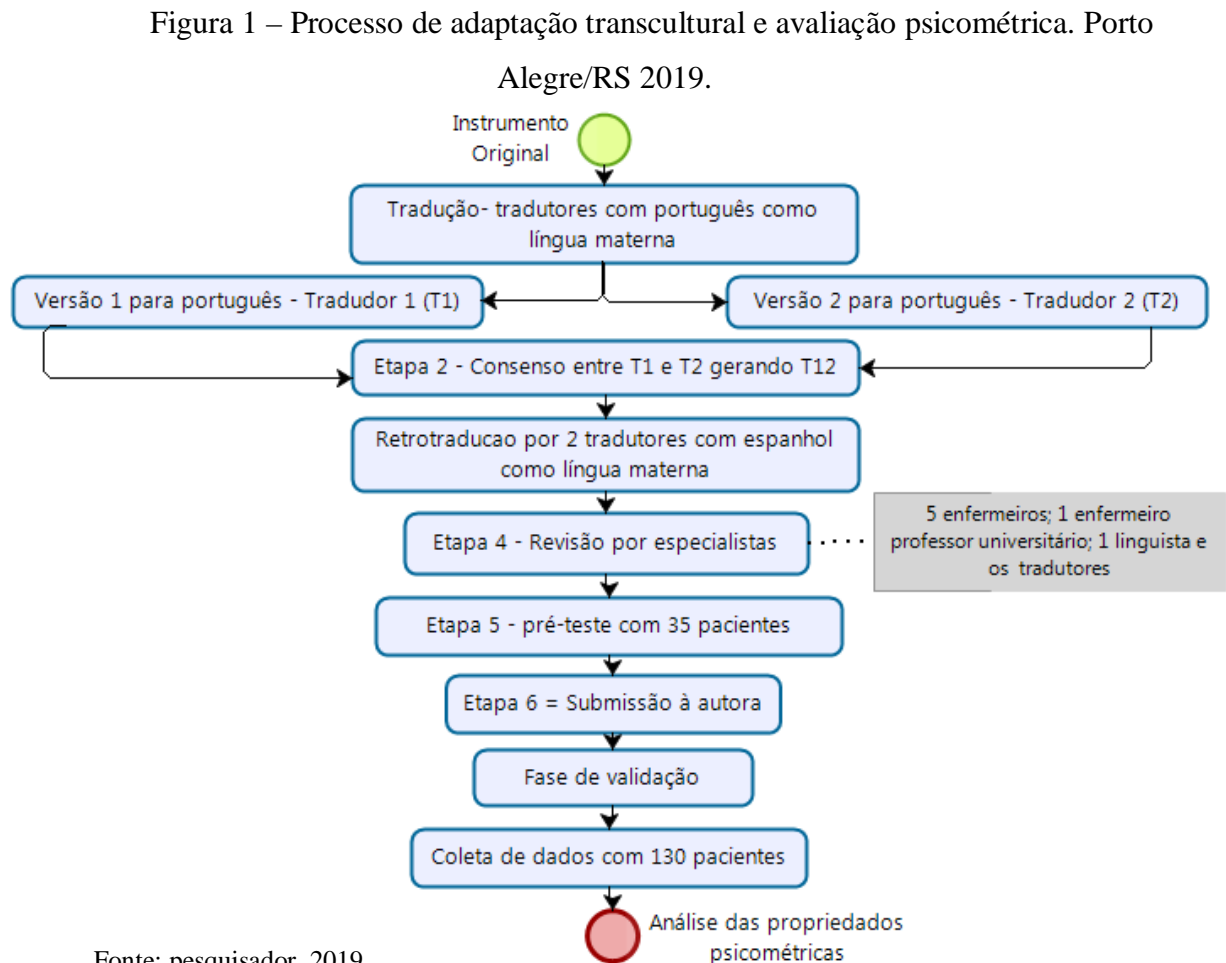 Figura 1 – Processo de adaptação transcultural e avaliação psicométrica. Porto
Alegre/RS 2019.
Instrumento
Original
Tradução- tradutores com português como
língua materna
Versão 1 para português - Tradudor 1 (T1)
Versão 2 para português - Tradudor 2 (T2)
Etapa 2 - Consenso entre T1 e T2 gerando T12
Retrotraducao por 2 tradutores com espanhol
como língua materna
Etapa 4 - Revisão por especialistas
5 enfermeiros; 1 enfermeiro
professor universitário; 1 linguista e
os tradutores
Etapa 5 - pré-teste com 35 pacientes
Etapa 6 = Submissão à autora
Fase de validação
Coleta de dados com 130 pacientes
Análise das propriedados
psicométricas
Fonte: pesquisador, 2019